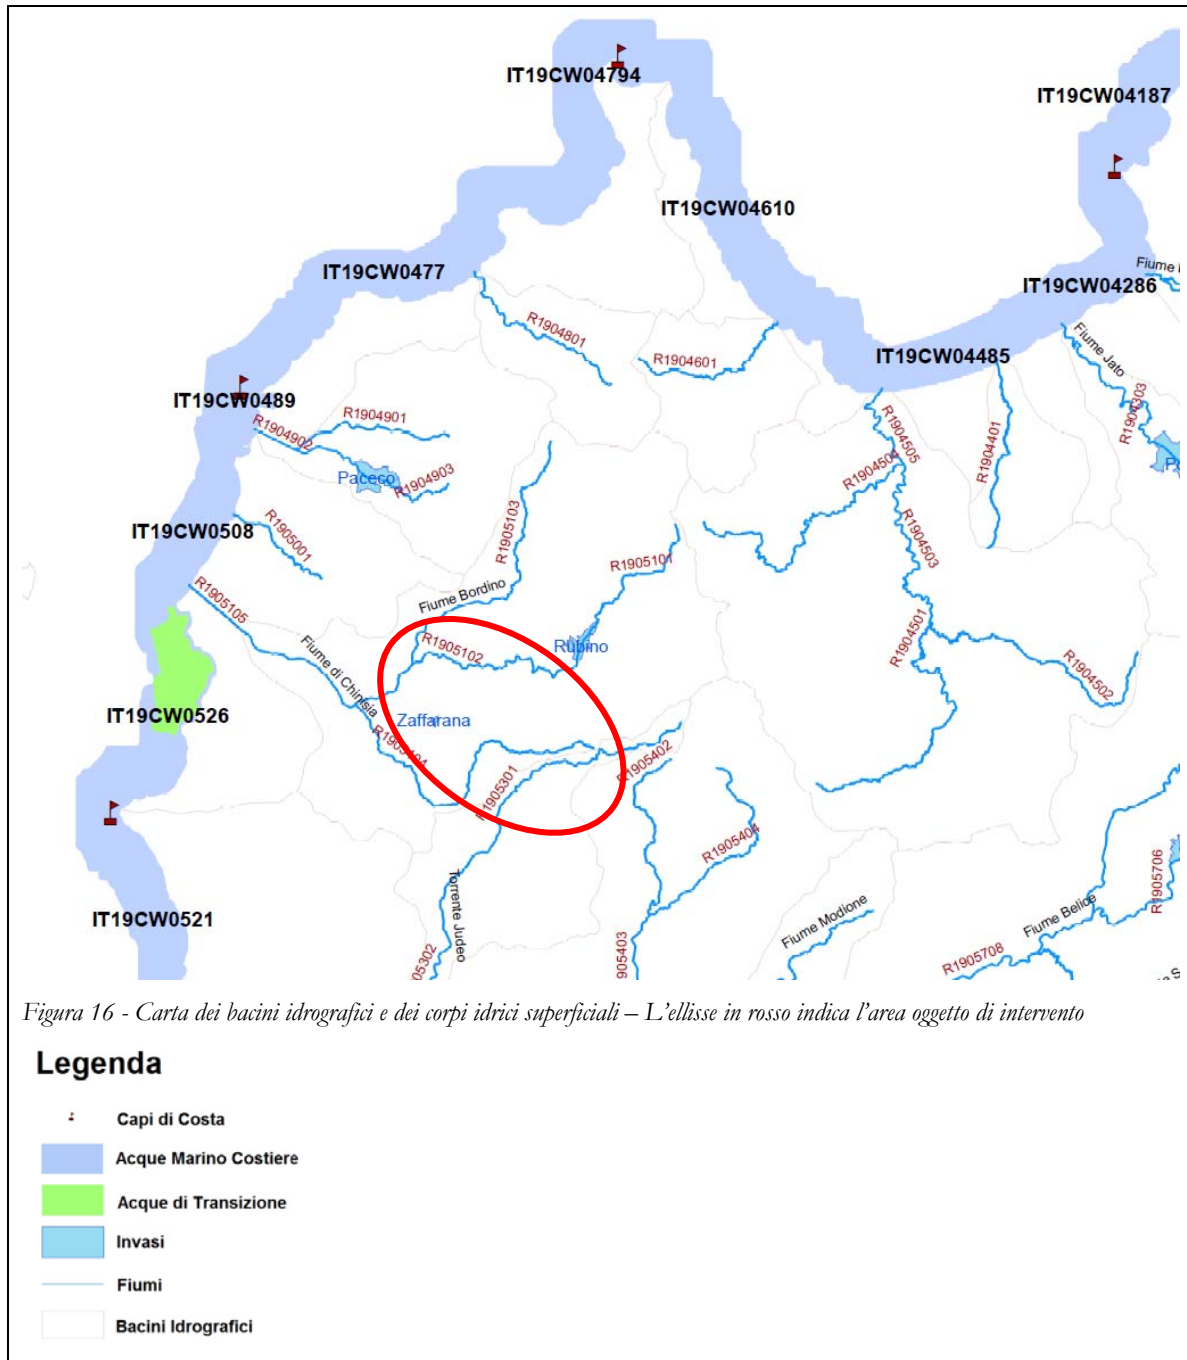 IT19CW04794
IT19CW04187
IT19CW04610
IT19CW0477
Fiume
IT19CW04286
R1904801
R1904601
IT19CW04485
Fiume Jato
IT19CW0489
R1904901
R1904902
R1904303
R1904505
R1904401
Paceco
R1904903
R1904504
IT19CW0508
R1905001
R1905103
R1904503
R1905101
R1905105
Fiume Bordino
R1905102
Rubino
Fiume di Chinisia
R1904501
R1904502
IT19CW0526
Zaffarana
R1905104
R1905402
R1905301
R1905404
R1905706
Torrente Judeo
IT19CW0521
Fiume Modione
Fiume Belice
05302
905403
R1905708
Figura 16 - Carta dei bacini idrografici e dei corpi idrici superficiali – L'ellisse in rosso indica l'area oggetto di intervento
Legenda
Capi di Costa
Acque Marino Costiere
Acque di Transizione
Invasi
Fiumi
Bacini Idrografici